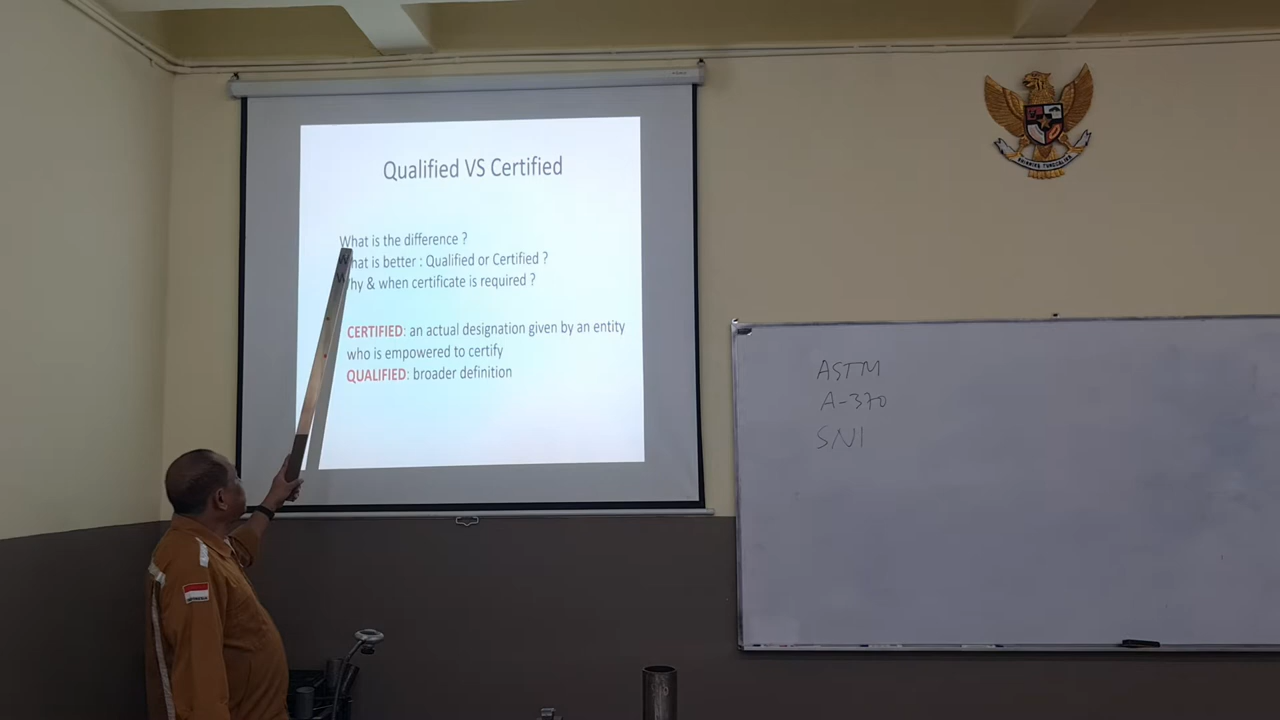 Qualified VS Certified
What is the difference ?
What is better : Qualified or Certified ?
Why & when certificate is required ?
CERTIFIED: an actual designation given by an entity
who is empowered to certify
QUALIFIED: broader definition
ASTM
A-370
SNI